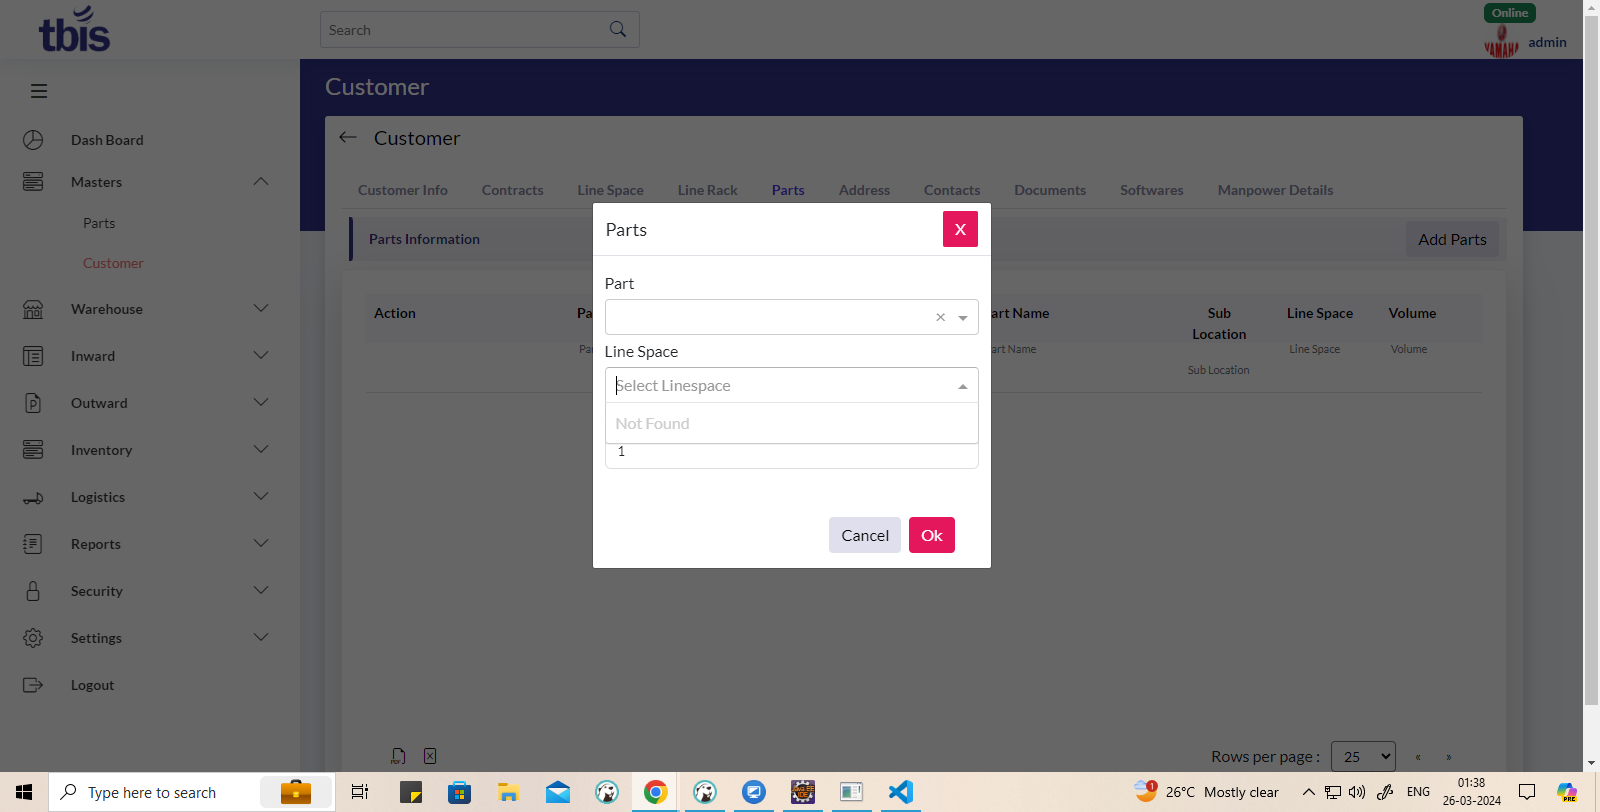 tbis
Search
Online
YAMAHA
admin
Customer
Customer
Dash Board
Masters
Parts
Customer
Warehouse
Inward
Outward
Inventory
Logistics
Reports
Security
Settings
Logout
Customer Info Contracts Line Space Line Rack Parts Address Contacts Documents Softwares Manpower Details
Parts Information
Add Parts
Action
Pa
art Name
Sub
Location
Line Space
Volume
Pa
art Name
Sub Location
Line Space
Volume
Parts
X
Part
×
Line Space
Select Linespace
Not Found
1
Cancel
Ok
PDF
X
Rows per page :
25
«
»
Type here to search
1
26°C Mostly clear
ENG
01:38
26-03-2024
PRE